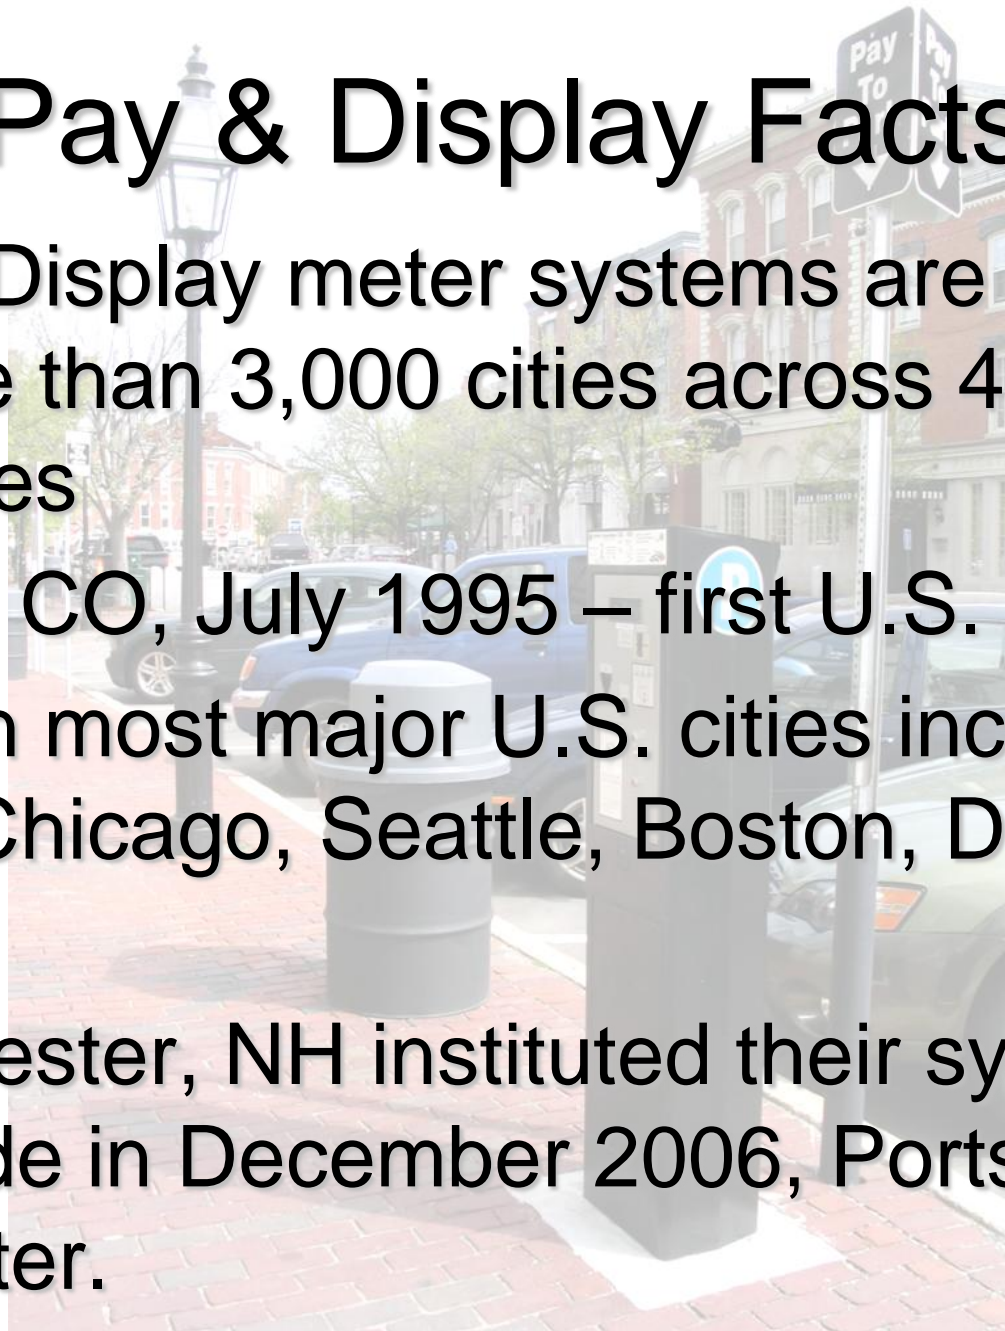 Pay & Display Facts
Display meter systems are
than 3,000 cities across 4
es
CO, July 1995 – first U.S.
most major U.S. cities inc
Chicago, Seattle, Boston, D
ester, NH instituted their sy
de in December 2006, Ports
ter.
Pay
To